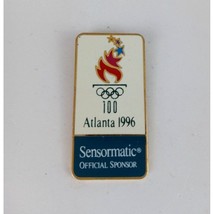 100
Atlanta 1996
Sensormatic®
OFFICIAL SPONSOR